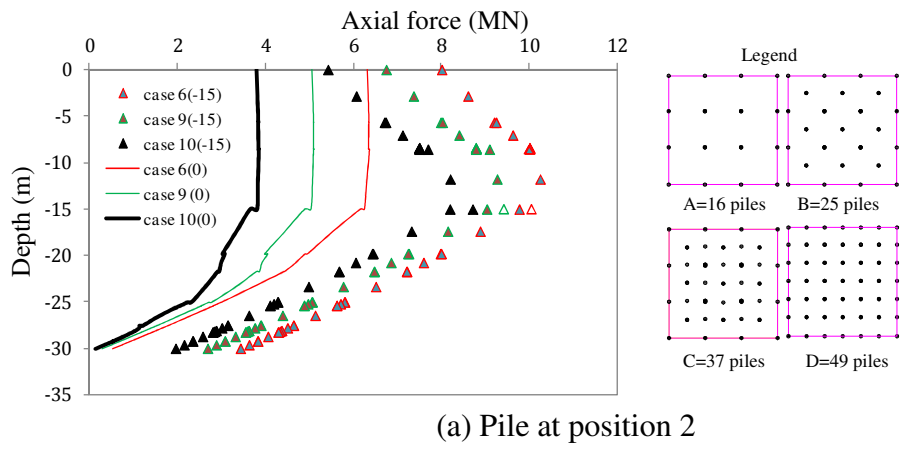 Axial force (MN)
0 2 4 6 8 10 12
0
-5
-10
-15
-20
-25
-30
-35
Depth (m)
case 6(-15)
case 9(-15)
case 10(-15)
case 6(0)
case 9 (0)
case 10(0)
Legend
A=16 piles B=25 piles
C=37 piles D=49 piles
(a) Pile at position 2